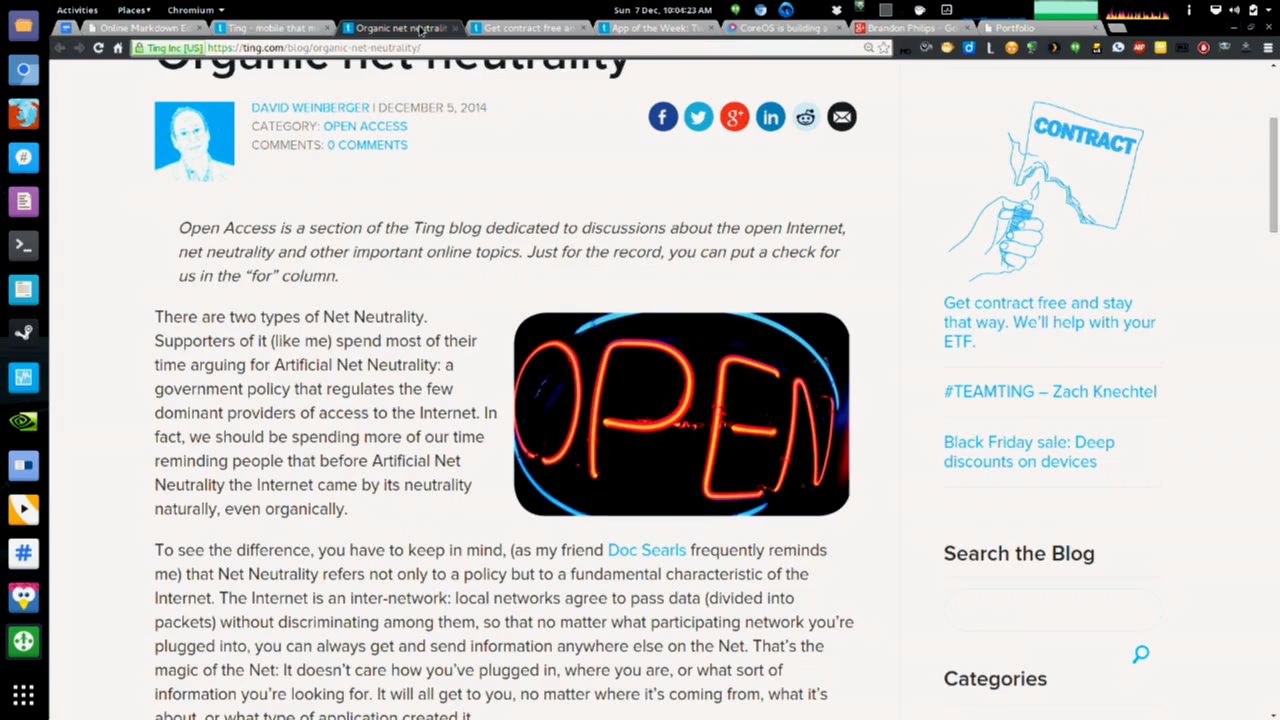 Activities Places Chromium Sun 7 Dec, 10:04:23 AM
Online Markdown E
Ting - mobile that m
Organic net neutrali
Get contract free an
App of the Week: Tw
CoreOS is building a
Brandon Philips - Go
Portfolio
Ting Inc [US] https://ting.com/blog/organic-net-neutrality/
Organic net neutrality
DAVID WEINBERGER | DECEMBER 5, 2014
CATEGORY: OPEN ACCESS
COMMENTS: 0 COMMENTS
Open Access is a section of the Ting blog dedicated to discussions about the open Internet,
net neutrality and other important online topics. Just for the record, you can put a check for
us in the “for” column.
There are two types of Net Neutrality.
Supporters of it (like me) spend most of their
time arguing for Artificial Net Neutrality: a
government policy that regulates the few
dominant providers of access to the Internet. In
fact, we should be spending more of our time
reminding people that before Artificial Net
Neutrality the Internet came by its neutrality
naturally, even organically.
OPEN
To see the difference, you have to keep in mind, (as my friend Doc Searls frequently reminds
me) that Net Neutrality refers not only to a policy but to a fundamental characteristic of the
Internet. The Internet is an inter-network: local networks agree to pass data (divided into
packets) without discriminating among them, so that no matter what participating network you’re
plugged into, you can always get and send information anywhere else on the Net. That’s the
magic of the Net: It doesn’t care how you’ve plugged in, where you are, or what sort of
information you’re looking for. It will all get to you, no matter where it’s coming from, what it’s
about, or what type of application created it.
CONTRACT
Get contract free and stay
that way. We’ll help with your
ETF.
#TEAMTING – Zach Knechtel
Black Friday sale: Deep
discounts on devices
Search the Blog
Categories